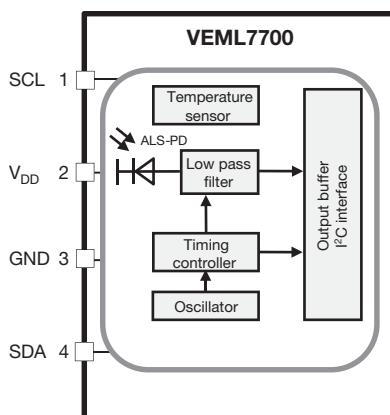 VEML7700
SCL 1
Temperature
sensor
ALS-PD
V_DD 2
Low pass
filter
Output buffer
I²C interface
GND 3
Timing
controller
Oscillator
SDA 4